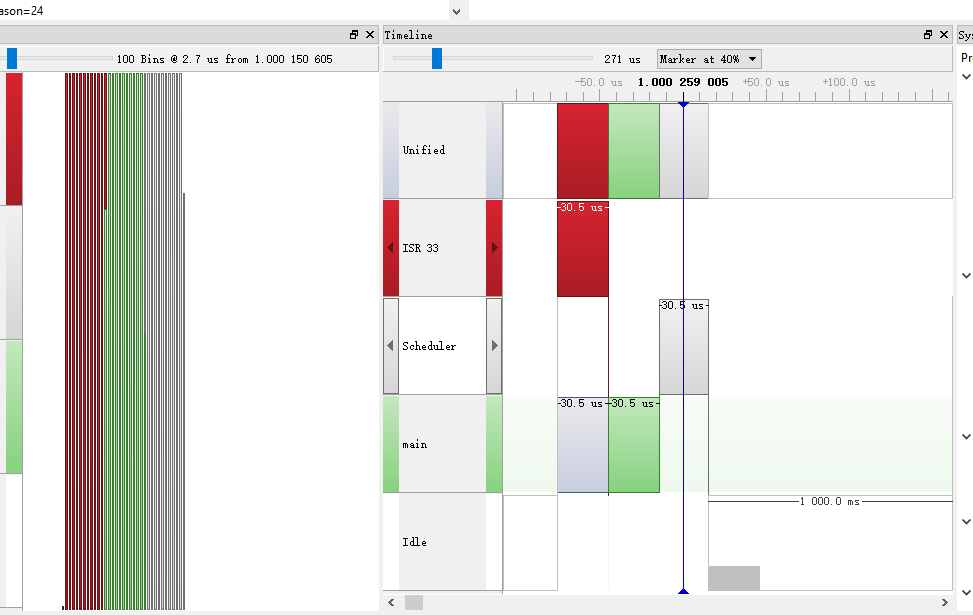 ason=24
Timeline
Sys
100 Bins @ 2.7 us from 1.000 150 605
271 us
Marker at 40%
Pr
-50.0 us 1.000 259 005 +50.0 us +100.0 us
Unified
30.5 us
ISR 33
30.5 us
Scheduler
30.5 us 30.5 us
main
1 000.0 ms
Idle